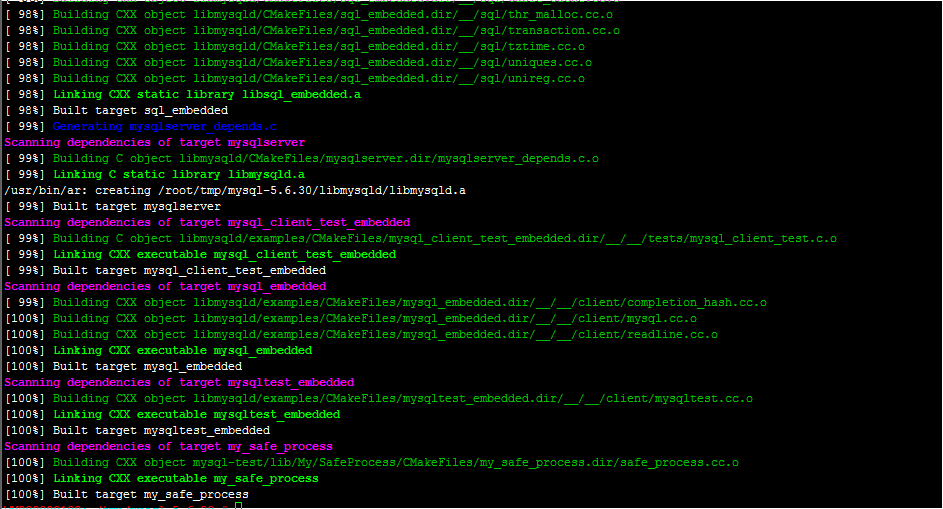 [ 98%] Building CXX object libmysqld/CMakeFiles/sql_embedded.dir/__/sql/thr_malloc.cc.o
[ 98%] Building CXX object libmysqld/CMakeFiles/sql_embedded.dir/__/sql/transaction.cc.o
[ 98%] Building CXX object libmysqld/CMakeFiles/sql_embedded.dir/__/sql/tztime.cc.o
[ 98%] Building CXX object libmysqld/CMakeFiles/sql_embedded.dir/__/sql/uniques.cc.o
[ 98%] Building CXX object libmysqld/CMakeFiles/sql_embedded.dir/__/sql/unireg.cc.o
[ 98%] Linking CXX static library libsql_embedded.a
[ 98%] Built target sql_embedded
[ 99%] Generating mysqlserver_depends.c
Scanning dependencies of target mysqlserver
[ 99%] Building C object libmysqld/CMakeFiles/mysqlserver.dir/mysqlserver_depends.c.o
[ 99%] Linking C static library libmysqld.a
/usr/bin/ar: creating /root/tmp/mysql-5.6.30/libmysqld/libmysqld.a
[ 99%] Built target mysqlserver
Scanning dependencies of target mysql_client_test_embedded
[ 99%] Building C object libmysqld/examples/CMakeFiles/mysql_client_test_embedded.dir/__/__/tests/mysql_client_test.c.o
[ 99%] Linking CXX executable mysql_client_test_embedded
[ 99%] Built target mysql_client_test_embedded
Scanning dependencies of target mysql_embedded
[ 99%] Building CXX object libmysqld/examples/CMakeFiles/mysql_embedded.dir/__/__/client/completion_hash.cc.o
[100%] Building CXX object libmysqld/examples/CMakeFiles/mysql_embedded.dir/__/__/client/mysql.cc.o
[100%] Building CXX object libmysqld/examples/CMakeFiles/mysql_embedded.dir/__/__/client/readline.cc.o
[100%] Linking CXX executable mysql_embedded
[100%] Built target mysql_embedded
Scanning dependencies of target mysqltest_embedded
[100%] Building CXX object libmysqld/examples/CMakeFiles/mysqltest_embedded.dir/__/__/client/mysqltest.cc.o
[100%] Linking CXX executable mysqltest_embedded
[100%] Built target mysqltest_embedded
Scanning dependencies of target my_safe_process
[100%] Building CXX object mysql-test/lib/My/SafeProcess/CMakeFiles/my_safe_process.dir/safe_process.cc.o
[100%] Linking CXX executable my_safe_process
[100%] Built target my_safe_process